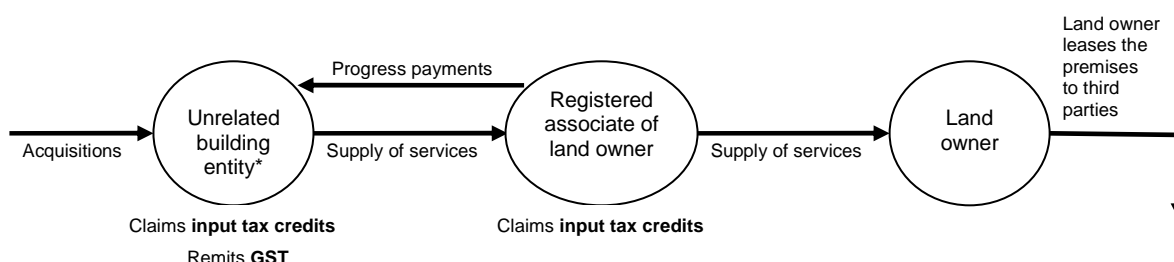 Land owner
leases the
premises
to third
parties
Progress payments
Unrelated
building
entity*
Registered
associate of
land owner
Land
owner
Acquisitions
Supply of services
Supply of services
Claims input tax credits
Claims input tax credits
Remits GST